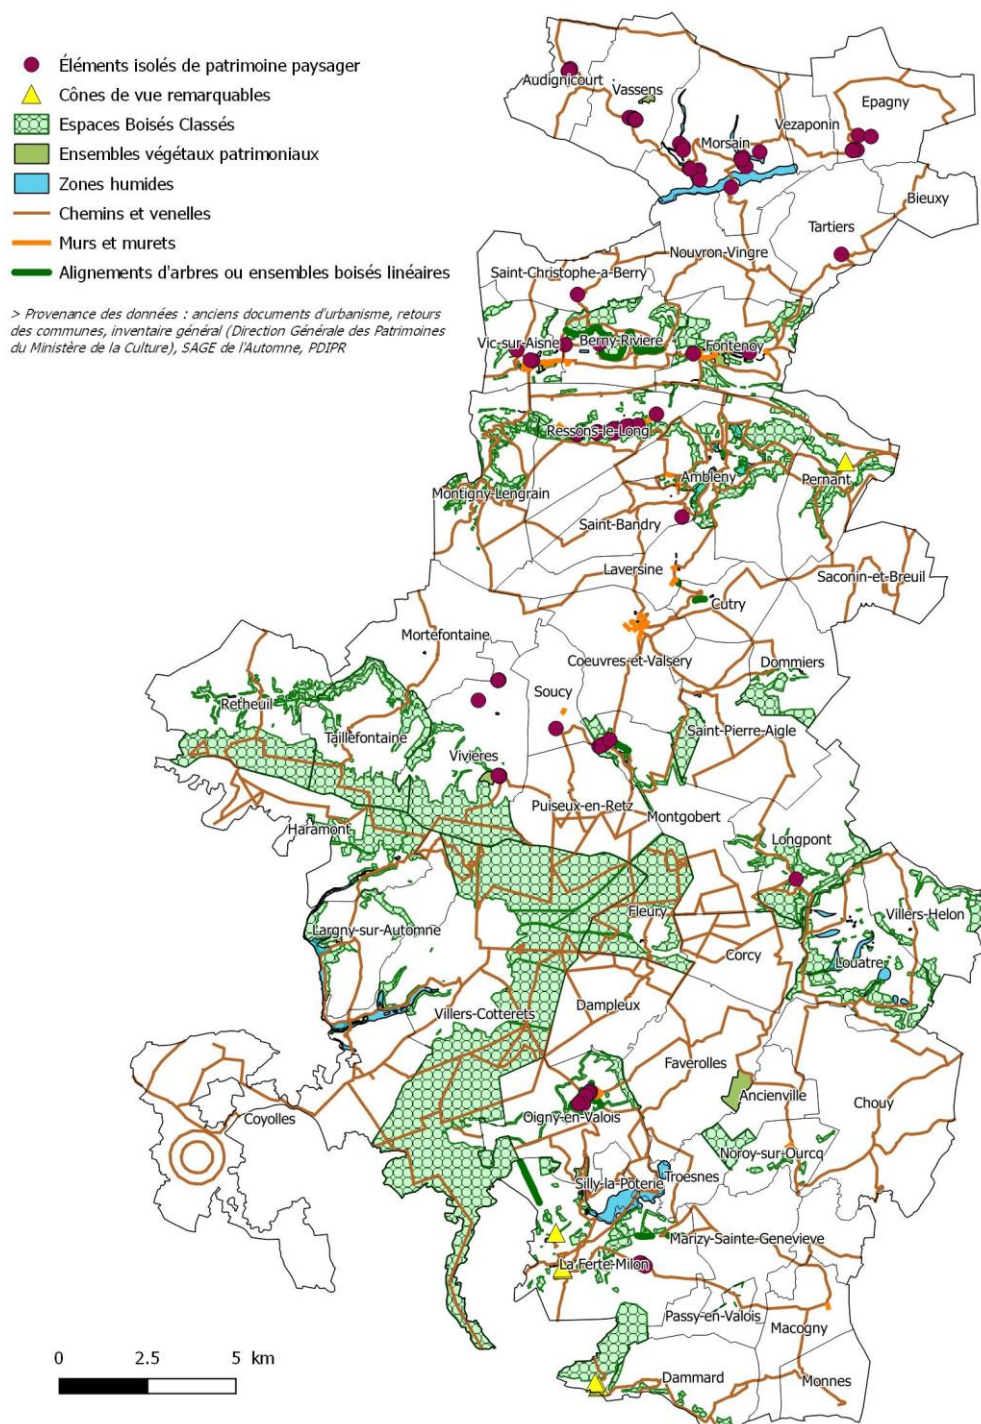 Éléments isolés de patrimoine paysager
Cônes de vue remarquables
Espaces Boisés Classés
Ensembles végétaux patrimoniaux
Zones humides
Chemins et venelles
Murs et murets
Alignements d'arbres ou ensembles boisés linéaires
> Provenance des données : anciens documents d'urbanisme, retours
des communes, inventaire général (Direction Générale des Patrimoines
du Ministère de la Culture), SAGE de l'Automne, PDIPR
Audignicourt
Vassens
Epagny
Vezaponin
Morsain
Bieuxy
Tartiers
Nouvron-Vingre
Saint-Christophe-a-Berry
Vic-sur-Aisne
Berny-Riviere
Fontenoy
Ressons-le-Long
Ambleny
Pernant
Montigny-Lengrain
Saint-Bandry
Laversine
Saconin-et-Breuil
Cutry
Mortefontaine
Coeuvres-et-Valsery
Dommiers
Soucy
Retheuil
Taillefontaine
Saint-Pierre-Aigle
Vivières
Puiseux-en-Retz
Montgobert
Haramont
Longpont
Fleury
Villers-Helon
Largny-sur-Automne
Corcy
Louatre
Villers-Cotterets
Dampleux
Faverolles
Ancienville
Chouy
Coyolles
Oigny-en-Valois
Noroy-sur-Ourcq
Silly-la-Poterie
Troesnes
Marizy-Sainte-Genevieve
La Ferte-Milon
Passy-en-Valois
Macogny
Dammard
Monnes
0 2.5 5 km